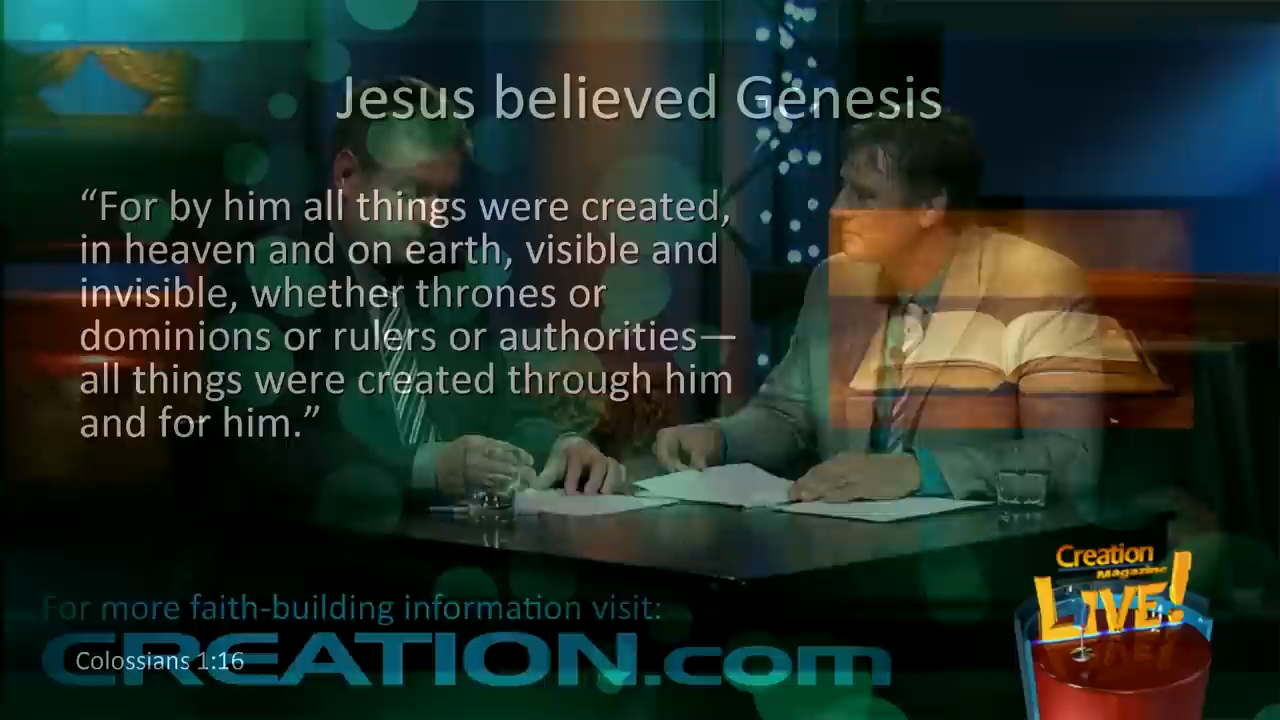 Jesus believed Genesis
“For by him all things were created,
in heaven and on earth, visible and
invisible, whether thrones or
dominions or rulers or authorities—
all things were created through him
and for him.”
Creation
Magazine
LIVE!
For more faith-building information visit:
CREATION.com
Colossians 1:16